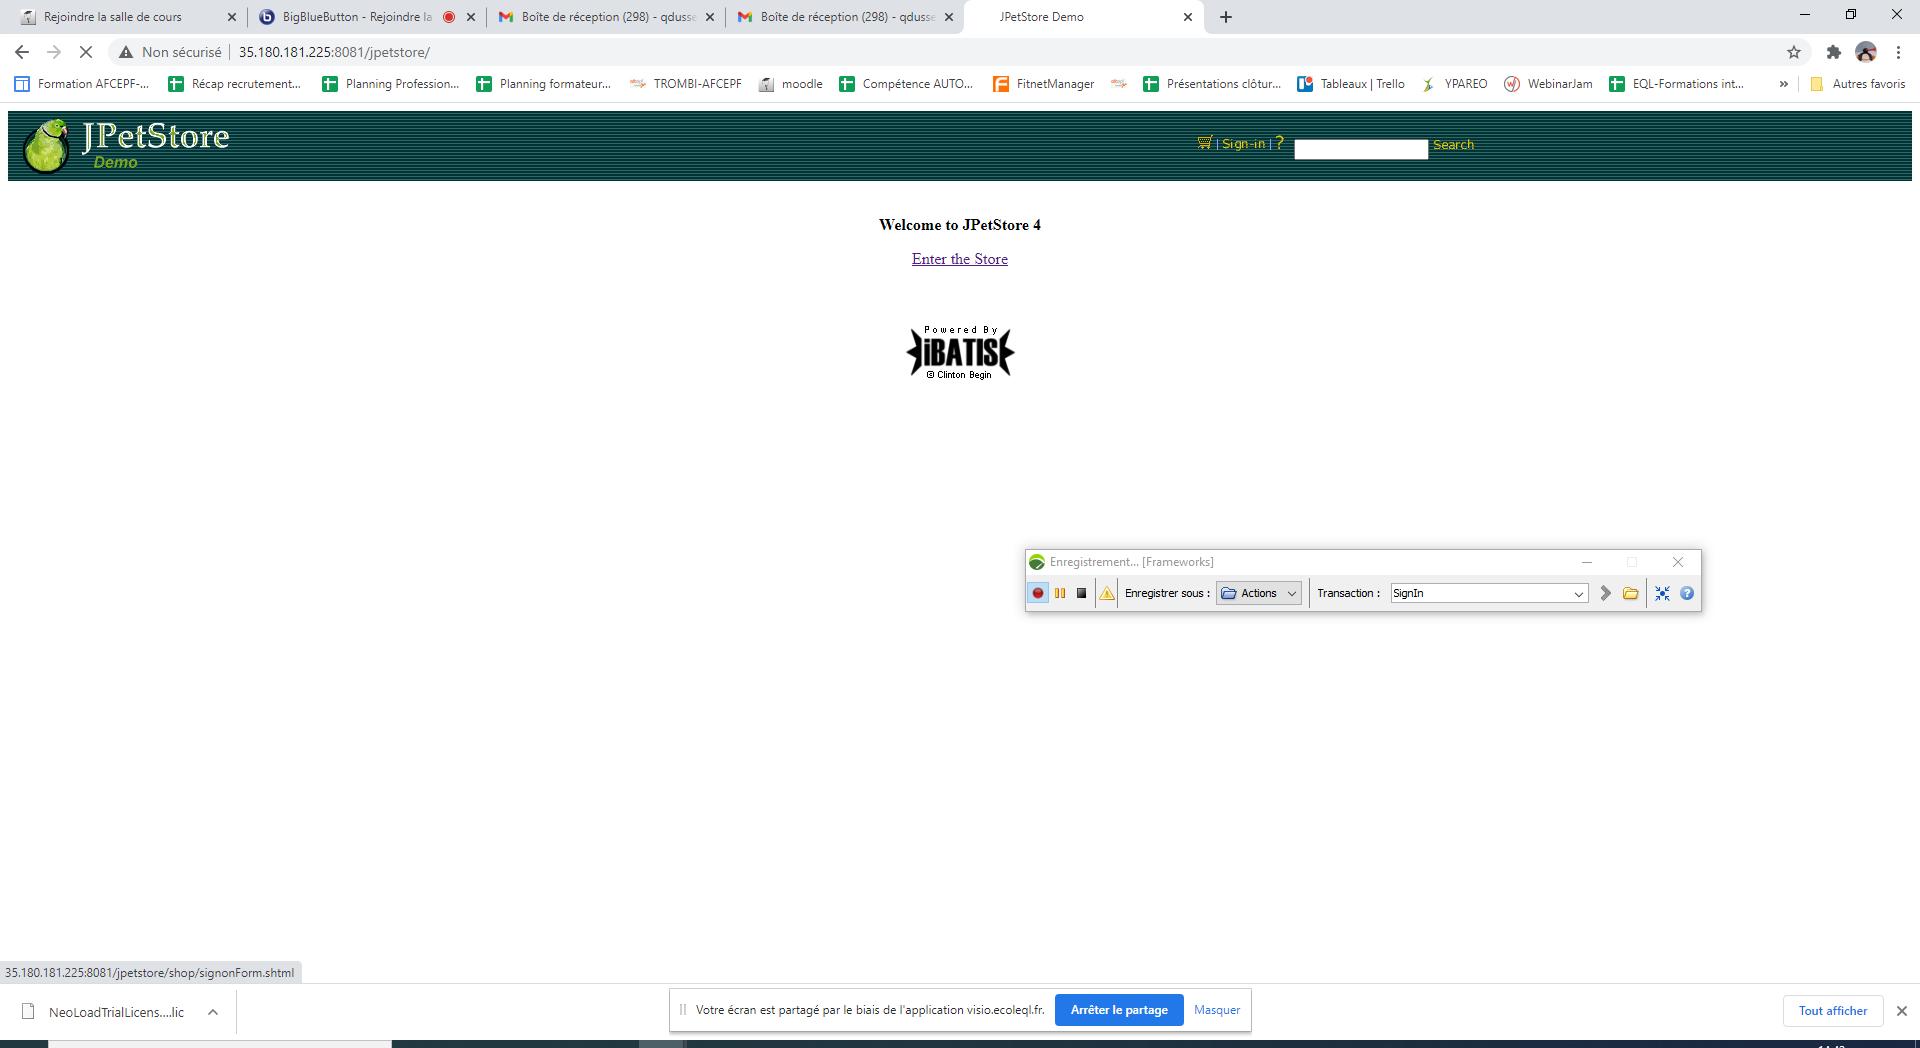 Rejoindre la salle de cours
BigBlueButton - Rejoindre la
Boîte de réception (298) - qdusse
Boîte de réception (298) - qdusse
JPetStore Demo
Non sécurisé
35.180.181.225:8081/jpetstore/
Formation AFCEPF-...
Récap recrutement...
Planning Profession...
Planning formateur...
TROMBI-AFCEPF
moodle
Compétence AUTO...
FitnetManager
Présentations clôtur...
Tableaux | Trello
YPAREO
WebinarJam
EQL-Formations int...
»
Autres favoris
JPetStore
Demo
| Sign-in | ?
Search
Welcome to JPetStore 4
Enter the Store
Powered By
iBATIS
© Clinton Begin
Enregistrement... [Frameworks]
Enregistrer sous : Actions
Transaction : SignIn
35.180.181.225:8081/jpetstore/shop/signonForm.shtml
NeoLoadTrialLicens....lic
Votre écran est partagé par le biais de l'application visio.ecoleql.fr.
Arrêter le partage
Masquer
Tout afficher